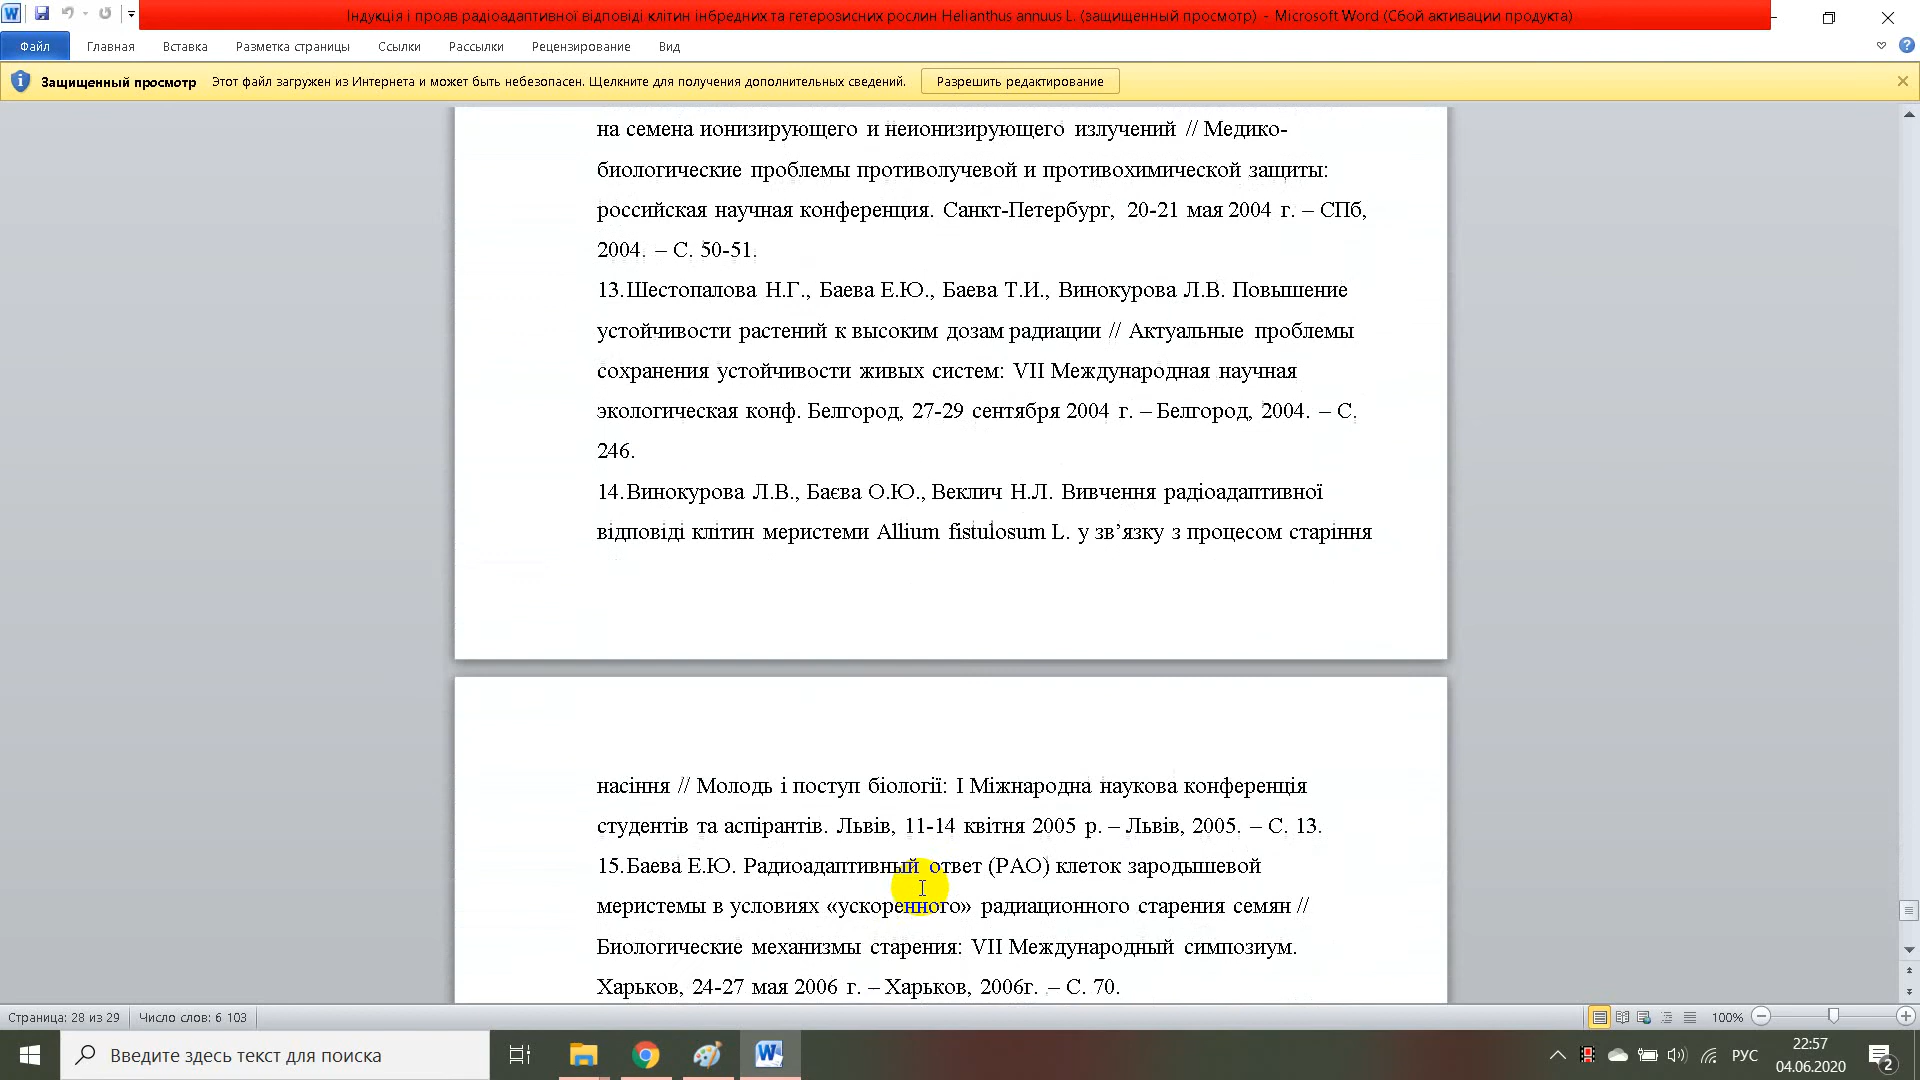 Індукція і прояв радіоадаптивної відповіді клітин інбредних та гетерозисних рослин Helianthus annuus L. (защищенный просмотр) - Microsoft Word (Сбой активации продукта)
Файл Главная Вставка Разметка страницы Ссылки Рассылки Рецензирование Вид
Защищенный просмотр Этот файл загружен из Интернета и может быть небезопасен. Щелкните для получения дополнительных сведений. Разрешить редактирование
на семена ионизирующего и неионизирующего излучений // Медико-
биологические проблемы противолучевой и противохимической защиты:
российская научная конференция. Санкт-Петербург, 20-21 мая 2004 г. – СПб,
2004. – С. 50-51.
13.Шестопалова Н.Г., Баева Е.Ю., Баева Т.И., Винокурова Л.В. Повышение
устойчивости растений к высоким дозам радиации // Актуальные проблемы
сохранения устойчивости живых систем: VII Международная научная
экологическая конф. Белгород, 27-29 сентября 2004 г. – Белгород, 2004. – С.
246.
14.Винокурова Л.В., Баєва О.Ю., Веклич Н.Л. Вивчення радіоадаптивної
відповіді клітин меристеми Allium fistulosum L. у зв’язку з процесом старіння
насіння // Молодь і поступ біології: І Міжнародна наукова конференція
студентів та аспірантів. Львів, 11-14 квітня 2005 р. – Львів, 2005. – С. 13.
15.Баева Е.Ю. Радиоадаптивный ответ (РАО) клеток зародышевой
меристемы в условиях «ускоренного» радиационного старения семян //
Биологические механизмы старения: VII Международный симпозиум.
Харьков, 24-27 мая 2006 г. – Харьков, 2006г. – С. 70.
Страница: 28 из 29 Число слов: 6 103 100%
Введите здесь текст для поиска РУС 22:57
04.06.2020 2